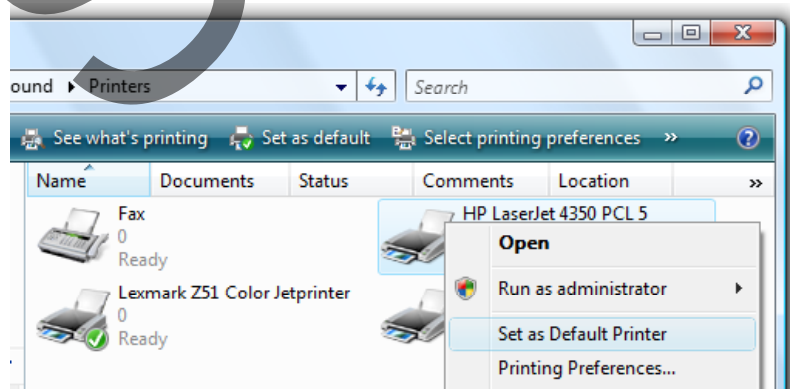 ound ▸ Printers
Search
See what's printing Set as default Select printing preferences »
Name Documents Status Comments Location »
Fax
0
Ready
HP LaserJet 4350 PCL 5
Lexmark Z51 Color Jetprinter
0
Ready
Open
Run as administrator
Set as Default Printer
Printing Preferences...